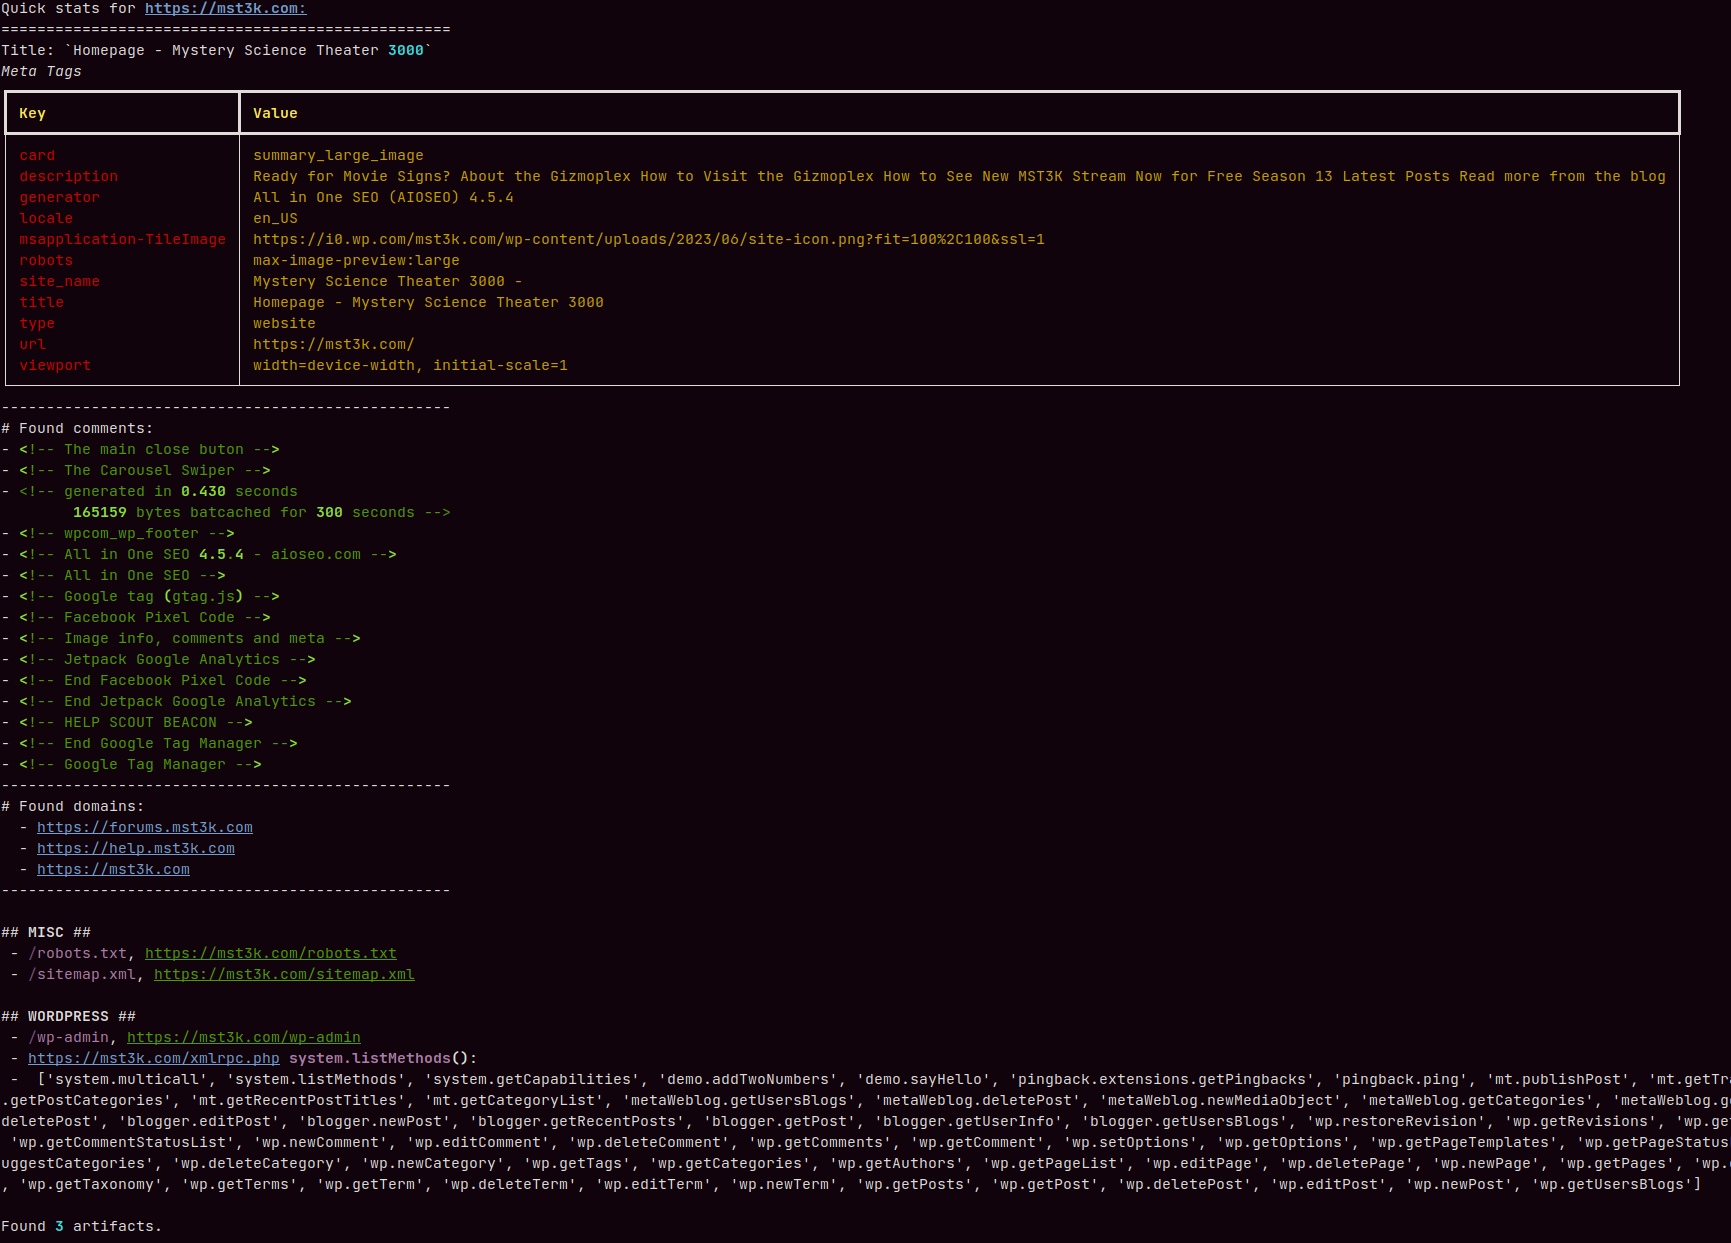 Quick stats for https://mst3k.com:
==================================================
Title: `Homepage - Mystery Science Theater 3000`
Meta Tags
Key Value
card summary_large_image
description Ready for Movie Signs? About the Gizmoplex How to Visit the Gizmoplex How to See New MST3K Stream Now for Free Season 13 Latest Posts Read more from the blog
generator All in One SEO (AIOSEO) 4.5.4
locale en_US
msapplication-TileImage https://i0.wp.com/mst3k.com/wp-content/uploads/2023/06/site-icon.png?fit=100%2C100&ssl=1
robots max-image-preview:large
site_name Mystery Science Theater 3000 -
title Homepage - Mystery Science Theater 3000
type website
url https://mst3k.com/
viewport width=device-width, initial-scale=1
--------------------------------------------------
# Found comments:
- <!-- The main close buton -->
- <!-- The Carousel Swiper -->
- <!-- generated in 0.430 seconds
165159 bytes batcached for 300 seconds -->
- <!-- wpcom_wp_footer -->
- <!-- All in One SEO 4.5.4 - aioseo.com -->
- <!-- All in One SEO -->
- <!-- Google tag (gtag.js) -->
- <!-- Facebook Pixel Code -->
- <!-- Image info, comments and meta -->
- <!-- Jetpack Google Analytics -->
- <!-- End Facebook Pixel Code -->
- <!-- End Jetpack Google Analytics -->
- <!-- HELP SCOUT BEACON -->
- <!-- End Google Tag Manager -->
- <!-- Google Tag Manager -->
--------------------------------------------------
# Found domains:
- https://forums.mst3k.com
- https://help.mst3k.com
- https://mst3k.com
--------------------------------------------------
## MISC ##
- /robots.txt, https://mst3k.com/robots.txt
- /sitemap.xml, https://mst3k.com/sitemap.xml
## WORDPRESS ##
- /wp-admin, https://mst3k.com/wp-admin
- https://mst3k.com/xmlrpc.php system.listMethods():
- ['system.multicall', 'system.listMethods', 'system.getCapabilities', 'demo.addTwoNumbers', 'demo.sayHello', 'pingback.extensions.getPingbacks', 'pingback.ping', 'mt.publishPost', 'mt.getTra
.getPostCategories', 'mt.getRecentPostTitles', 'mt.getCategoryList', 'metaWeblog.getUsersBlogs', 'metaWeblog.deletePost', 'metaWeblog.newMediaObject', 'metaWeblog.getCategories', 'metaWeblog.ge
deletePost', 'blogger.editPost', 'blogger.newPost', 'blogger.getRecentPosts', 'blogger.getPost', 'blogger.getUserInfo', 'blogger.getUsersBlogs', 'wp.restoreRevision', 'wp.getRevisions', 'wp.get
'wp.getCommentStatusList', 'wp.newComment', 'wp.editComment', 'wp.deleteComment', 'wp.getComments', 'wp.getComment', 'wp.setOptions', 'wp.getOptions', 'wp.getPageTemplates', 'wp.getPageStatus
uggestCategories', 'wp.deleteCategory', 'wp.newCategory', 'wp.getTags', 'wp.getCategories', 'wp.getAuthors', 'wp.getPageList', 'wp.editPage', 'wp.deletePage', 'wp.newPage', 'wp.getPages', 'wp.
, 'wp.getTaxonomy', 'wp.getTerms', 'wp.getTerm', 'wp.deleteTerm', 'wp.editTerm', 'wp.newTerm', 'wp.getPosts', 'wp.getPost', 'wp.deletePost', 'wp.editPost', 'wp.newPost', 'wp.getUsersBlogs']
Found 3 artifacts.